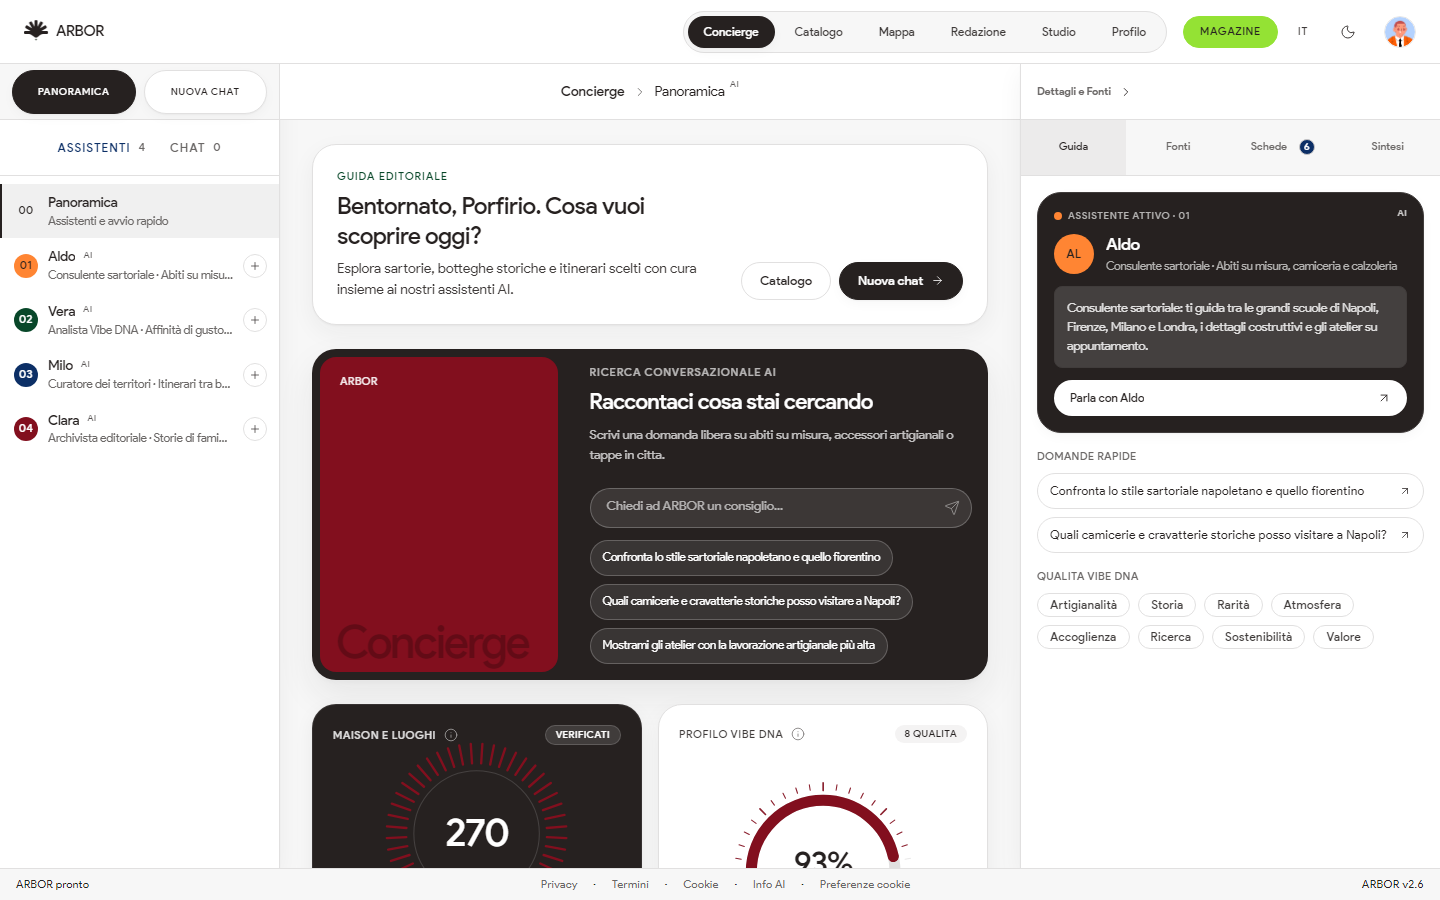 ARBOR
Concierge
Catalogo
Mappa
Redazione
Studio
Profilo
MAGAZINE
IT
PANORAMICA
NUOVA CHAT
Concierge > Panoramica AI
Dettagli e Fonti >
ASSISTENTI 4
CHAT 0
00
Panoramica
Assistenti e avvio rapido
01
Aldo AI
Consulente sartoriale · Abiti su misu...
02
Vera AI
Analista Vibe DNA · Affinità di gusto...
03
Milo AI
Curatore dei territori · Itinerari tra b...
04
Clara AI
Archivista editoriale · Storie di fami...
GUIDA EDITORIALE
Bentornato, Porfirio. Cosa vuoi
scoprire oggi?
Esplora sartorie, botteghe storiche e itinerari scelti con cura
insieme ai nostri assistenti AI.
Catalogo
Nuova chat
ARBOR
Concierge
RICERCA CONVERSAZIONALE AI
Raccontaci cosa stai cercando
Scrivi una domanda libera su abiti su misura, accessori artigianali o
tappe in citta.
Chiedi ad ARBOR un consiglio...
Confronta lo stile sartoriale napoletano e quello fiorentino
Quali camicerie e cravatterie storiche posso visitare a Napoli?
Mostrami gli atelier con la lavorazione artigianale più alta
MAISON E LUOGHI
VERIFICATI
270
PROFILO VIBE DNA
8 QUALITA
93%
Guida
Fonti
Schede 6
Sintesi
ASSISTENTE ATTIVO · 01
AI
AL
Aldo
Consulente sartoriale · Abiti su misura, camiceria e calzoleria
Consulente sartoriale: ti guida tra le grandi scuole di Napoli,
Firenze, Milano e Londra, i dettagli costruttivi e gli atelier su
appuntamento.
Parla con Aldo
DOMANDE RAPIDE
Confronta lo stile sartoriale napoletano e quello fiorentino
Quali camicerie e cravatterie storiche posso visitare a Napoli?
QUALITA VIBE DNA
Artigianalità
Storia
Rarità
Atmosfera
Accoglienza
Ricerca
Sostenibilità
Valore
ARBOR pronto
Privacy · Termini · Cookie · Info AI · Preferenze cookie
ARBOR v2.6